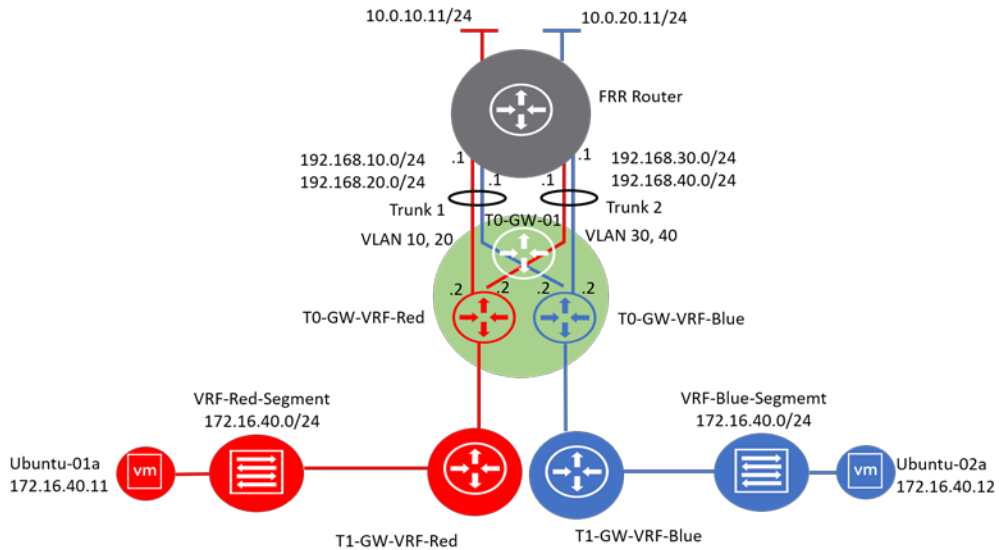 10.0.10.11/24
10.0.20.11/24
FRR Router
192.168.10.0/24
.1
.1
192.168.30.0/24
192.168.20.0/24
.1
.1
192.168.40.0/24
Trunk 1
Trunk 2
T0-GW-01
VLAN 10, 20
VLAN 30, 40
.2
.2
.2
.2
T0-GW-VRF-Red
T0-GW-VRF-Blue
VRF-Red-Segment
172.16.40.0/24
VRF-Blue-Segmemt
172.16.40.0/24
Ubuntu-01a
172.16.40.11
vm
vm
Ubuntu-02a
172.16.40.12
T1-GW-VRF-Red
T1-GW-VRF-Blue